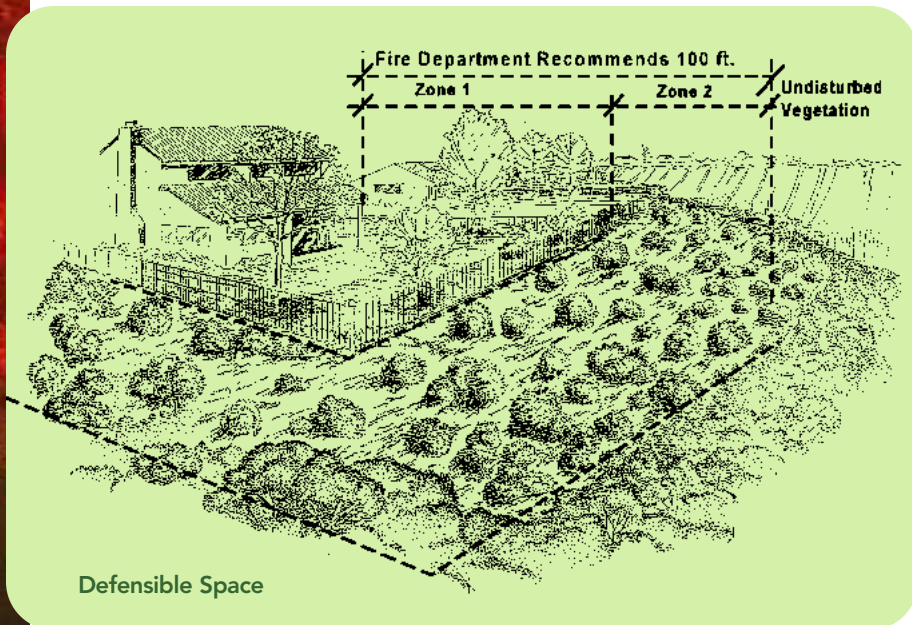 Fire Department Recommends 100 ft.
Zone 1
Zone 2
Undisturbed
Vegetation
Defensible Space